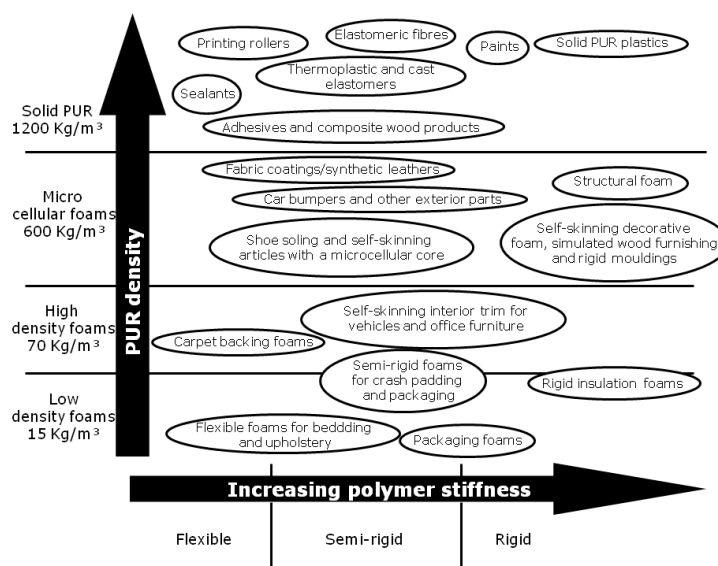 Printing rollers
Elastomeric fibres
Paints
Solid PUR plastics
Thermoplastic and cast
elastomers
Sealants
Solid PUR
1200 Kg/m³
Adhesives and composite wood products
Fabric coatings/synthetic leathers
Structural foam
Micro
cellular foams
600 Kg/m³
Car bumpers and other exterior parts
Shoe soling and self-skinning
articles with a microcellular core
Self-skinning decorative
foam, simulated wood furnishing
and rigid mouldings
PUR density
High
density foams
70 Kg/m³
Self-skinning interior trim for
vehicles and office furniture
Carpet backing foams
Semi-rigid foams
for crash padding
and packaging
Rigid insulation foams
Low
density foams
15 Kg/m³
Flexible foams for beddding
and upholstery
Packaging foams
Increasing polymer stiffness
Flexible
Semi-rigid
Rigid